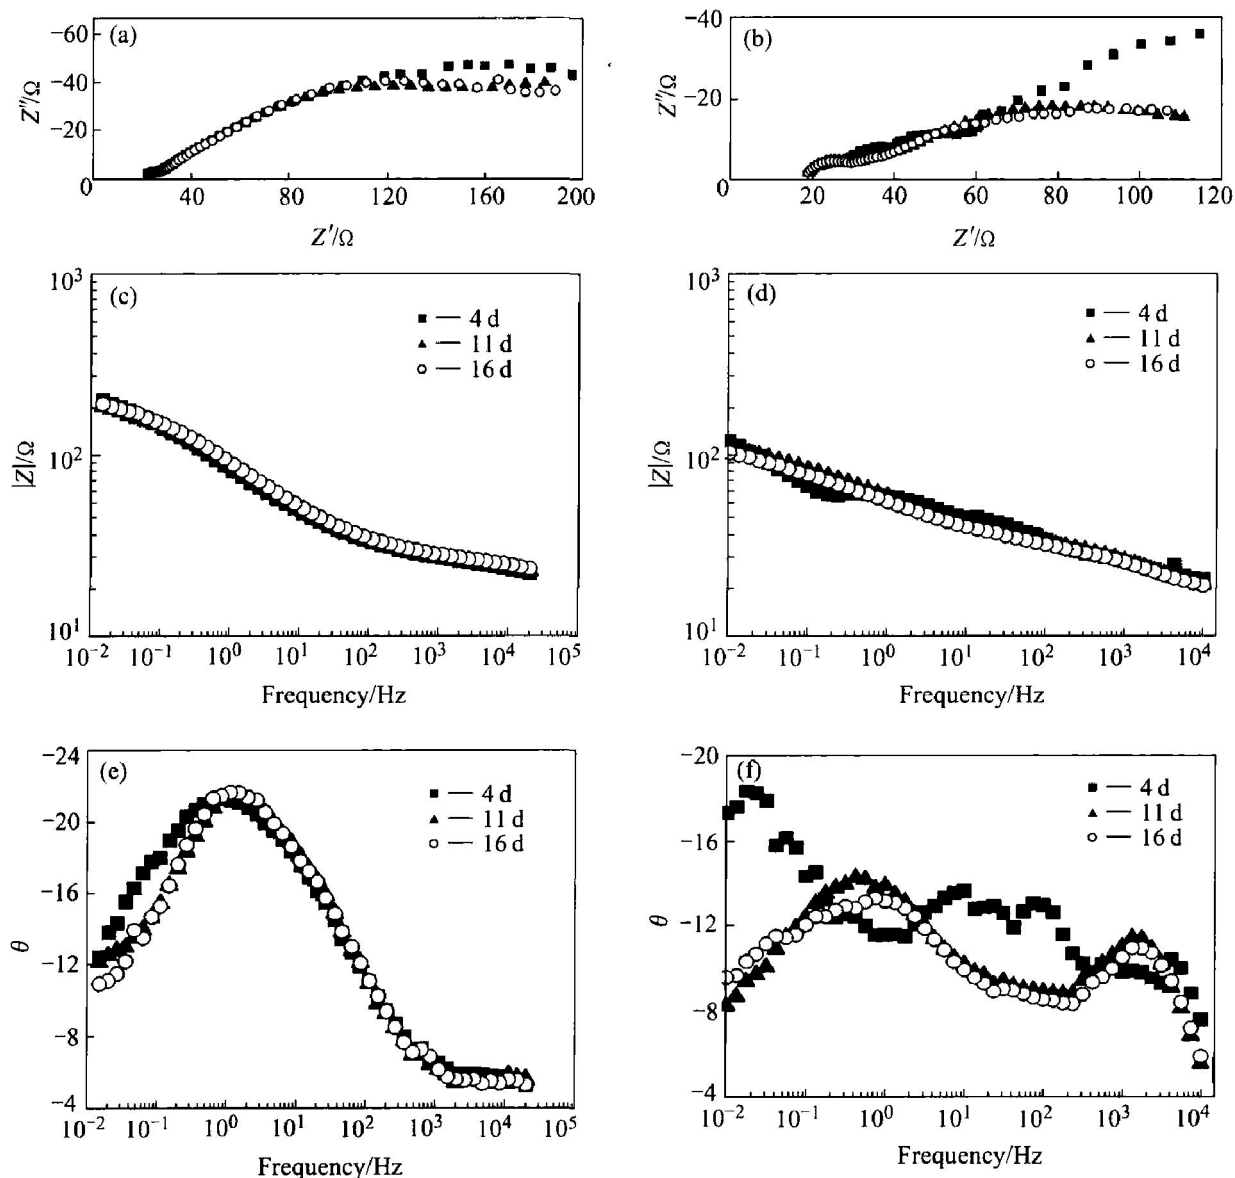 (a)
−60
−40
−20
0
Z″/Ω
0 40 80 120 160 200
Z′/Ω
(b)
−40
−20
0
Z″/Ω
0 20 40 60 80 100 120
Z′/Ω
(c)
10³
10²
10¹
|Z|/Ω
■ — 4 d
▲ — 11 d
○ — 16 d
10⁻² 10⁻¹ 10⁰ 10¹ 10² 10³ 10⁴ 10⁵
Frequency/Hz
(d)
10³
10²
10¹
|Z|/Ω
■ — 4 d
▲ — 11 d
○ — 16 d
10⁻² 10⁻¹ 10⁰ 10¹ 10² 10³ 10⁴
Frequency/Hz
(e)
−24
−20
−16
−12
−8
−4
θ
■ — 4 d
▲ — 11 d
○ — 16 d
10⁻² 10⁻¹ 10⁰ 10¹ 10² 10³ 10⁴ 10⁵
Frequency/Hz
(f)
−20
−16
−12
−8
−4
θ
■ — 4 d
▲ — 11 d
○ — 16 d
10⁻² 10⁻¹ 10⁰ 10¹ 10² 10³ 10⁴
Frequency/Hz